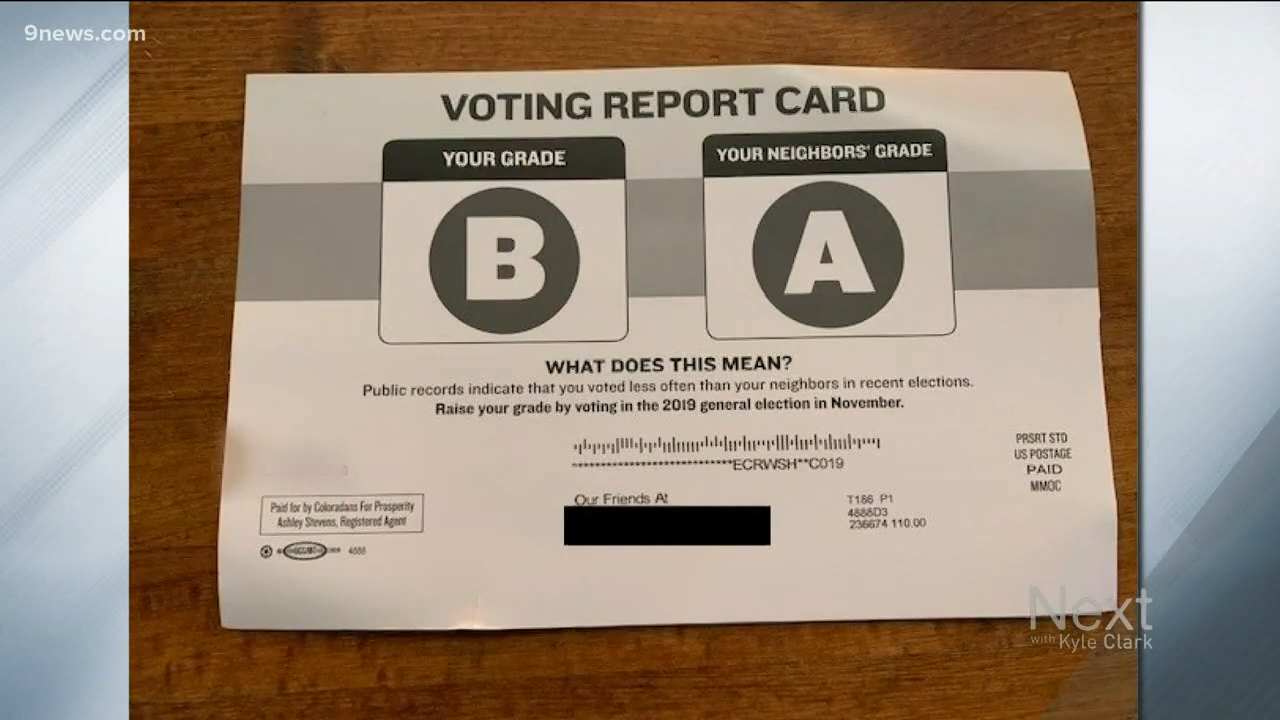 9news.com
VOTING REPORT CARD
YOUR GRADE
YOUR NEIGHBORS' GRADE
B
A
WHAT DOES THIS MEAN?
Public records indicate that you voted less often than your neighbors in recent elections.
Raise your grade by voting in the 2019 general election in November.
*****************************ECRWSH**C019
PRSRT STD
US POSTAGE
PAID
MMOC
Our Friends At
T186 P1
4888D3
236674 110.00
Paid for by Coloradans For Prosperity
Ashley Stevens, Registered Agent
4888
Next
with Kyle Clark